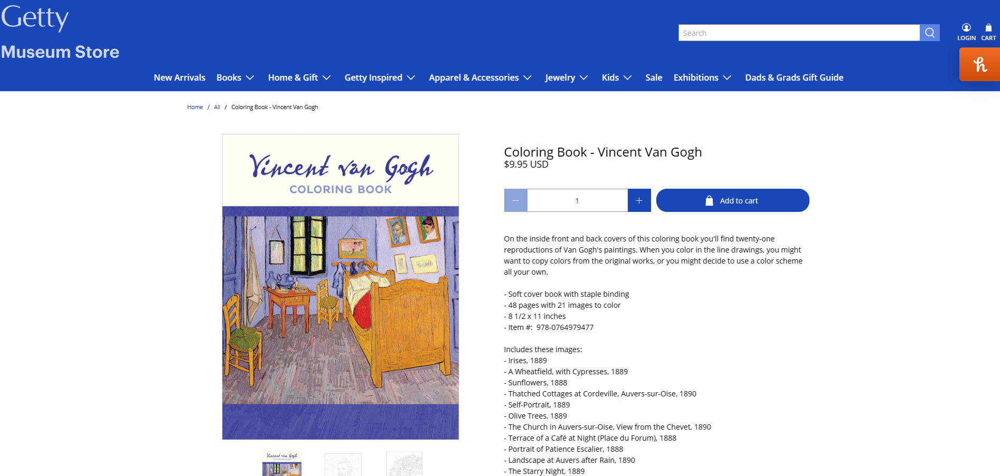 Getty
Museum Store
Search
LOGIN CART
New Arrivals Books Home & Gift Getty Inspired Apparel & Accessories Jewelry Kids Sale Exhibitions Dads & Grads Gift Guide
Home / All / Coloring Book - Vincent Van Gogh
Vincent van Gogh
COLORING BOOK
Coloring Book - Vincent Van Gogh
$9.95 USD
1
Add to cart
On the inside front and back covers of this coloring book you'll find twenty-one
reproductions of Van Gogh's paintings. When you color in the line drawings, you might
want to copy colors from the original works, or you might decide to use a color scheme
all your own.
- Soft cover book with staple binding
- 48 pages with 21 images to color
- 8 1/2 x 11 inches
- Item #:  978-0764979477
Includes these images:
- Irises, 1889
- A Wheatfield, with Cypresses, 1889
- Sunflowers, 1888
- Thatched Cottages at Cordeville, Auvers-sur-Oise, 1890
- Self-Portrait, 1889
- Olive Trees, 1889
- The Church in Auvers-sur-Oise, View from the Chevet, 1890
- Terrace of a Café at Night (Place du Forum), 1888
- Portrait of Patience Escalier, 1888
- Landscape at Auvers after Rain, 1890
- The Starry Night, 1889
Vincent van Gogh
COLORING BOOK